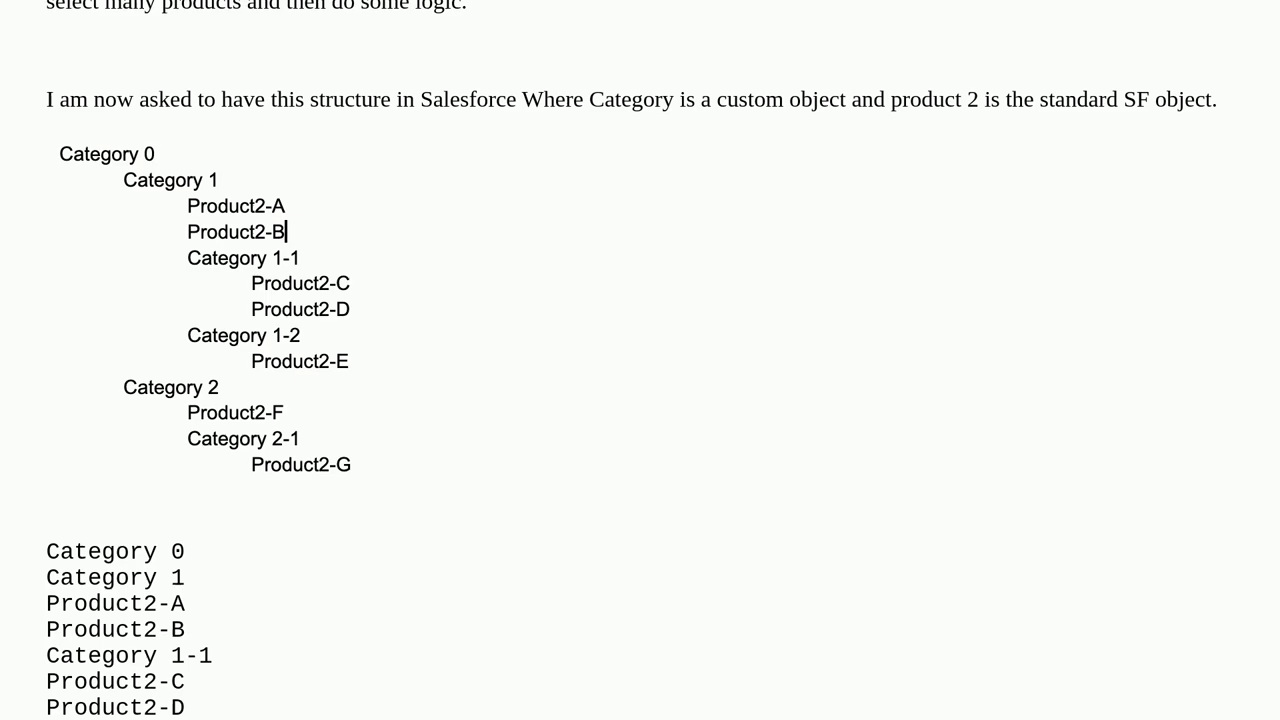 select many products and then do some logic.
I am now asked to have this structure in Salesforce Where Category is a custom object and product 2 is the standard SF object.
Category 0
Category 1
Product2-A
Product2-B
Category 1-1
Product2-C
Product2-D
Category 1-2
Product2-E
Category 2
Product2-F
Category 2-1
Product2-G
Category 0
Category 1
Product2-A
Product2-B
Category 1-1
Product2-C
Product2-D